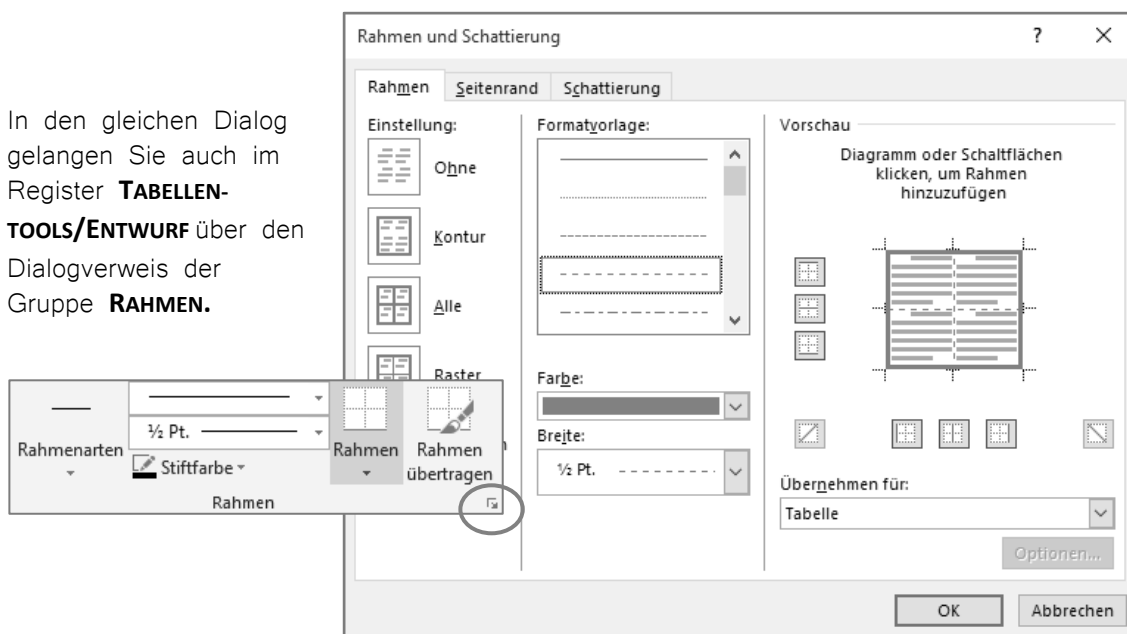 In den gleichen Dialog
gelangen Sie auch im
Register TABELLEN-
TOOLS/ENTWURF über den
Dialogverweis der
Gruppe RAHMEN.
Rahmen und Schattierung
?
Rahmen Seitenrand Schattierung
Einstellung:
Ohne
Kontur
Alle
Raster
Formatvorlage:
Farbe:
Breite:
½ Pt.
Vorschau
Diagramm oder Schaltflächen
klicken, um Rahmen
hinzuzufügen
Übernehmen für:
Tabelle
Optionen...
OK Abbrechen
Rahmenarten
½ Pt.
Stiftfarbe
Rahmen
Rahmen
übertragen
Rahmen